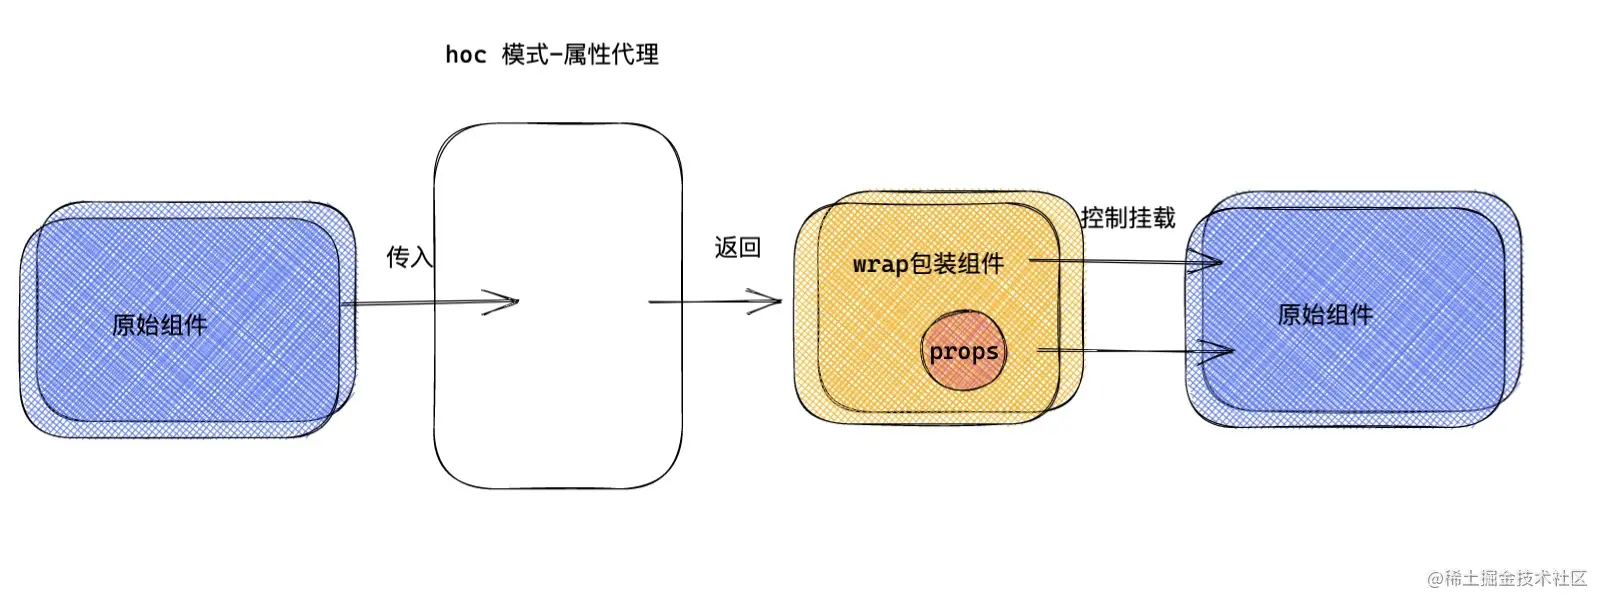 hoc 模式-属性代理
原始组件
传入
返回
wrap包装组件
props
控制挂载
原始组件
@稀土掘金技术社区